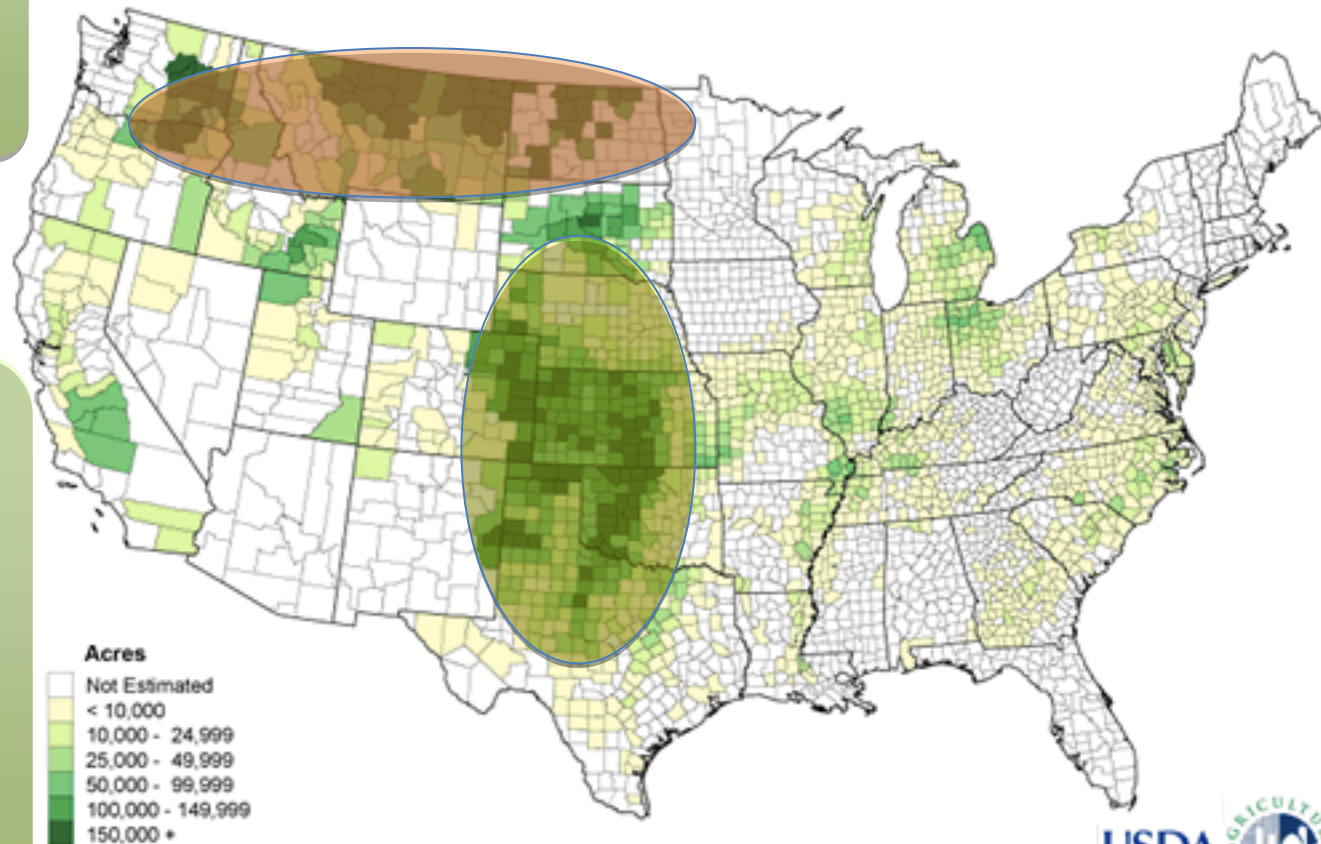 Acres
Not Estimated
< 10,000
10,000 - 24,999
25,000 - 49,999
50,000 - 99,999
100,000 - 149,999
150,000 +
USDA